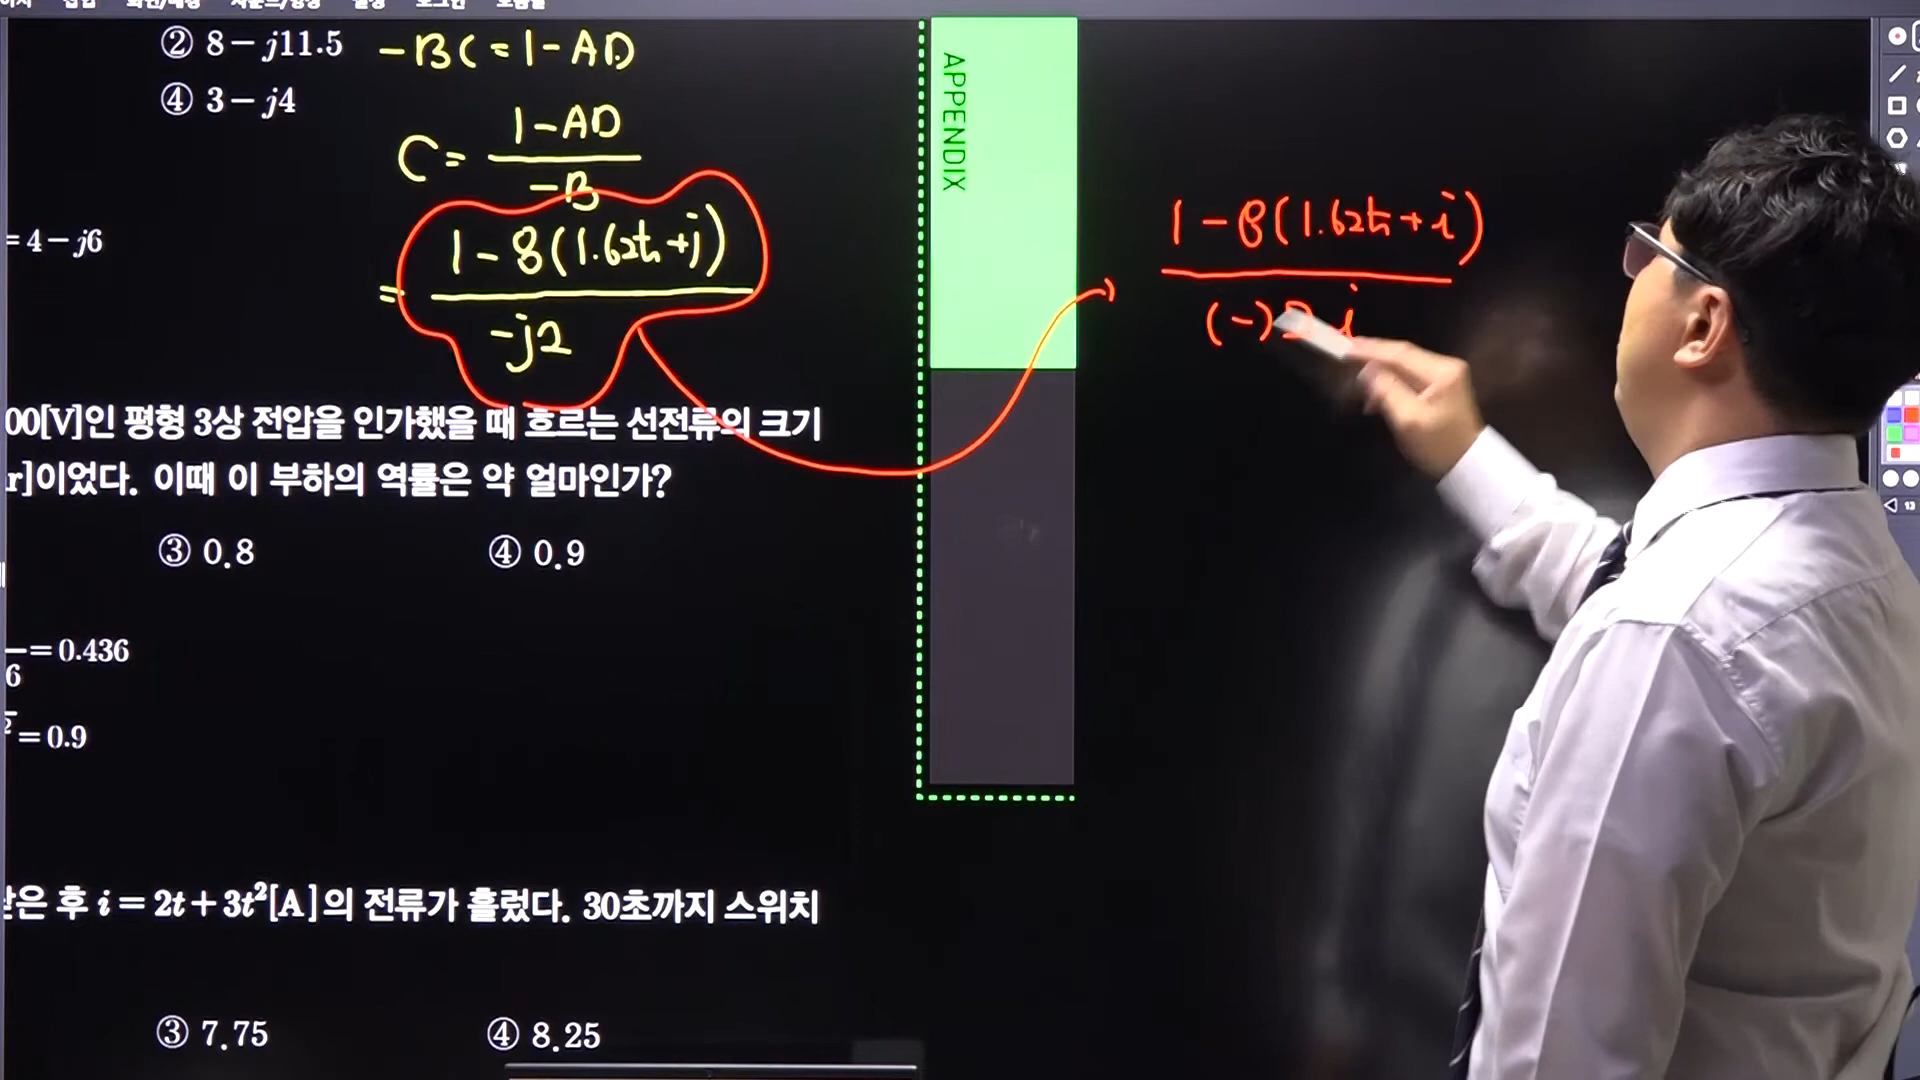 ② 8－j11.5
－BC＝1－AD
④ 3－j4
C＝ 1－AD
－B
＝4－j6
＝ 1－8(1.625+j)
－j2
APPENDIX
1－8(1.625+i)
(－)2 i
00[V]인 평형 3상 전압을 인가했을 때 흐르는 선전류의 크기
r]이었다. 이때 이 부하의 역률은 약 얼마인가?
③ 0.8 ④ 0.9
＝0.436
6
2
＝0.9
은 후 i＝2t＋3t²[A]의 전류가 흘렀다. 30초까지 스위치
③ 7.75 ④ 8.25
13